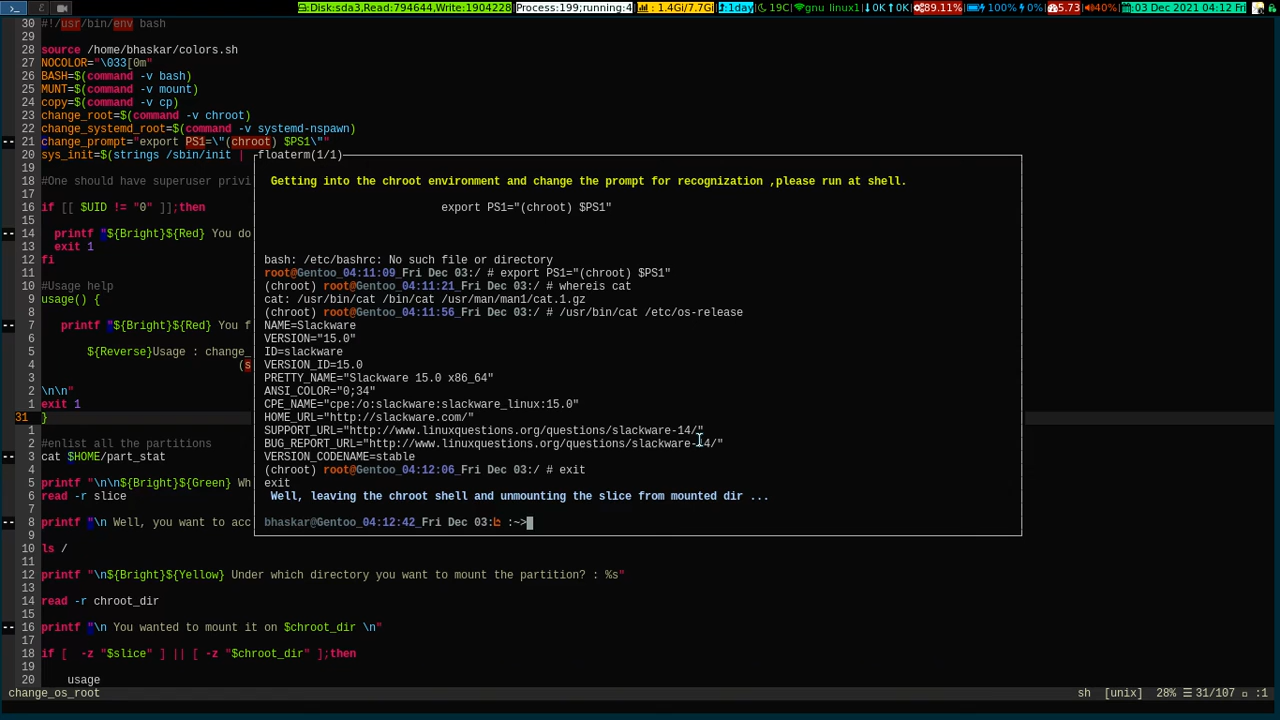 Disk:sda3,Read:794644,Write:1904228 Process:199;running:4 : 1.4Gi/7.7Gi 1day 19C gnu linux1 0K 0K 89.11% 100% 0% 5.73 40% :03 Dec 2021 04:12 Fri
30 #!/usr/bin/env bash
29
28 source /home/bhaskar/colors.sh
27 NOCOLOR="\033[0m"
26 BASH=$(command -v bash)
25 MUNT=$(command -v mount)
24 copy=$(command -v cp)
23 change_root=$(command -v chroot)
22 change_systemd_root=$(command -v systemd-nspawn)
-- 21 change_prompt="export PS1=\"(chroot) $PS1\""
20 sys_init=$(strings /sbin/init |
19
18 #One should have superuser privi
17
16 if [[ $UID != "0" ]];then
15
-- 14 printf "${Bright}${Red} You do
13 exit 1
12 fi
11
10 #Usage help
9 usage() {
8
-- 7 printf "${Bright}${Red} You f
6
5 ${Reverse}Usage : change_
4 (s
3
2 \n\n"
1 exit 1
31 }
1
2 #enlist all the partitions
-- 3 cat $HOME/part_stat
4
5 printf "\n\n${Bright}${Green} Wh
6 read -r slice
7
-- 8 printf "\n Well, you want to acc
9
10 ls /
11
12 printf "\n${Bright}${Yellow} Under which directory you want to mount the partition? : %s"
13
14 read -r chroot_dir
15
-- 16 printf "\n You wanted to mount it on $chroot_dir \n"
17
18 if [ -z "$slice" ] || [ -z "$chroot_dir" ];then
19
20 usage
floaterm(1/1)
Getting into the chroot environment and change the prompt for recognization ,please run at shell.
export PS1="(chroot) $PS1"
bash: /etc/bashrc: No such file or directory
root@Gentoo_04:11:09_Fri Dec 03:/ # export PS1="(chroot) $PS1"
(chroot) root@Gentoo_04:11:21_Fri Dec 03:/ # whereis cat
cat: /usr/bin/cat /bin/cat /usr/man/man1/cat.1.gz
(chroot) root@Gentoo_04:11:56_Fri Dec 03:/ # /usr/bin/cat /etc/os-release
NAME=Slackware
VERSION="15.0"
ID=slackware
VERSION_ID=15.0
PRETTY_NAME="Slackware 15.0 x86_64"
ANSI_COLOR="0;34"
CPE_NAME="cpe:/o:slackware:slackware_linux:15.0"
HOME_URL="http://slackware.com/"
SUPPORT_URL="http://www.linuxquestions.org/questions/slackware-14/"
BUG_REPORT_URL="http://www.linuxquestions.org/questions/slackware-14/"
VERSION_CODENAME=stable
(chroot) root@Gentoo_04:12:06_Fri Dec 03:/ # exit
exit
Well, leaving the chroot shell and unmounting the slice from mounted dir ...
bhaskar@Gentoo_04:12:42_Fri Dec 03: :~>
change_os_root sh [unix] 28% ☰ 31/107 :1